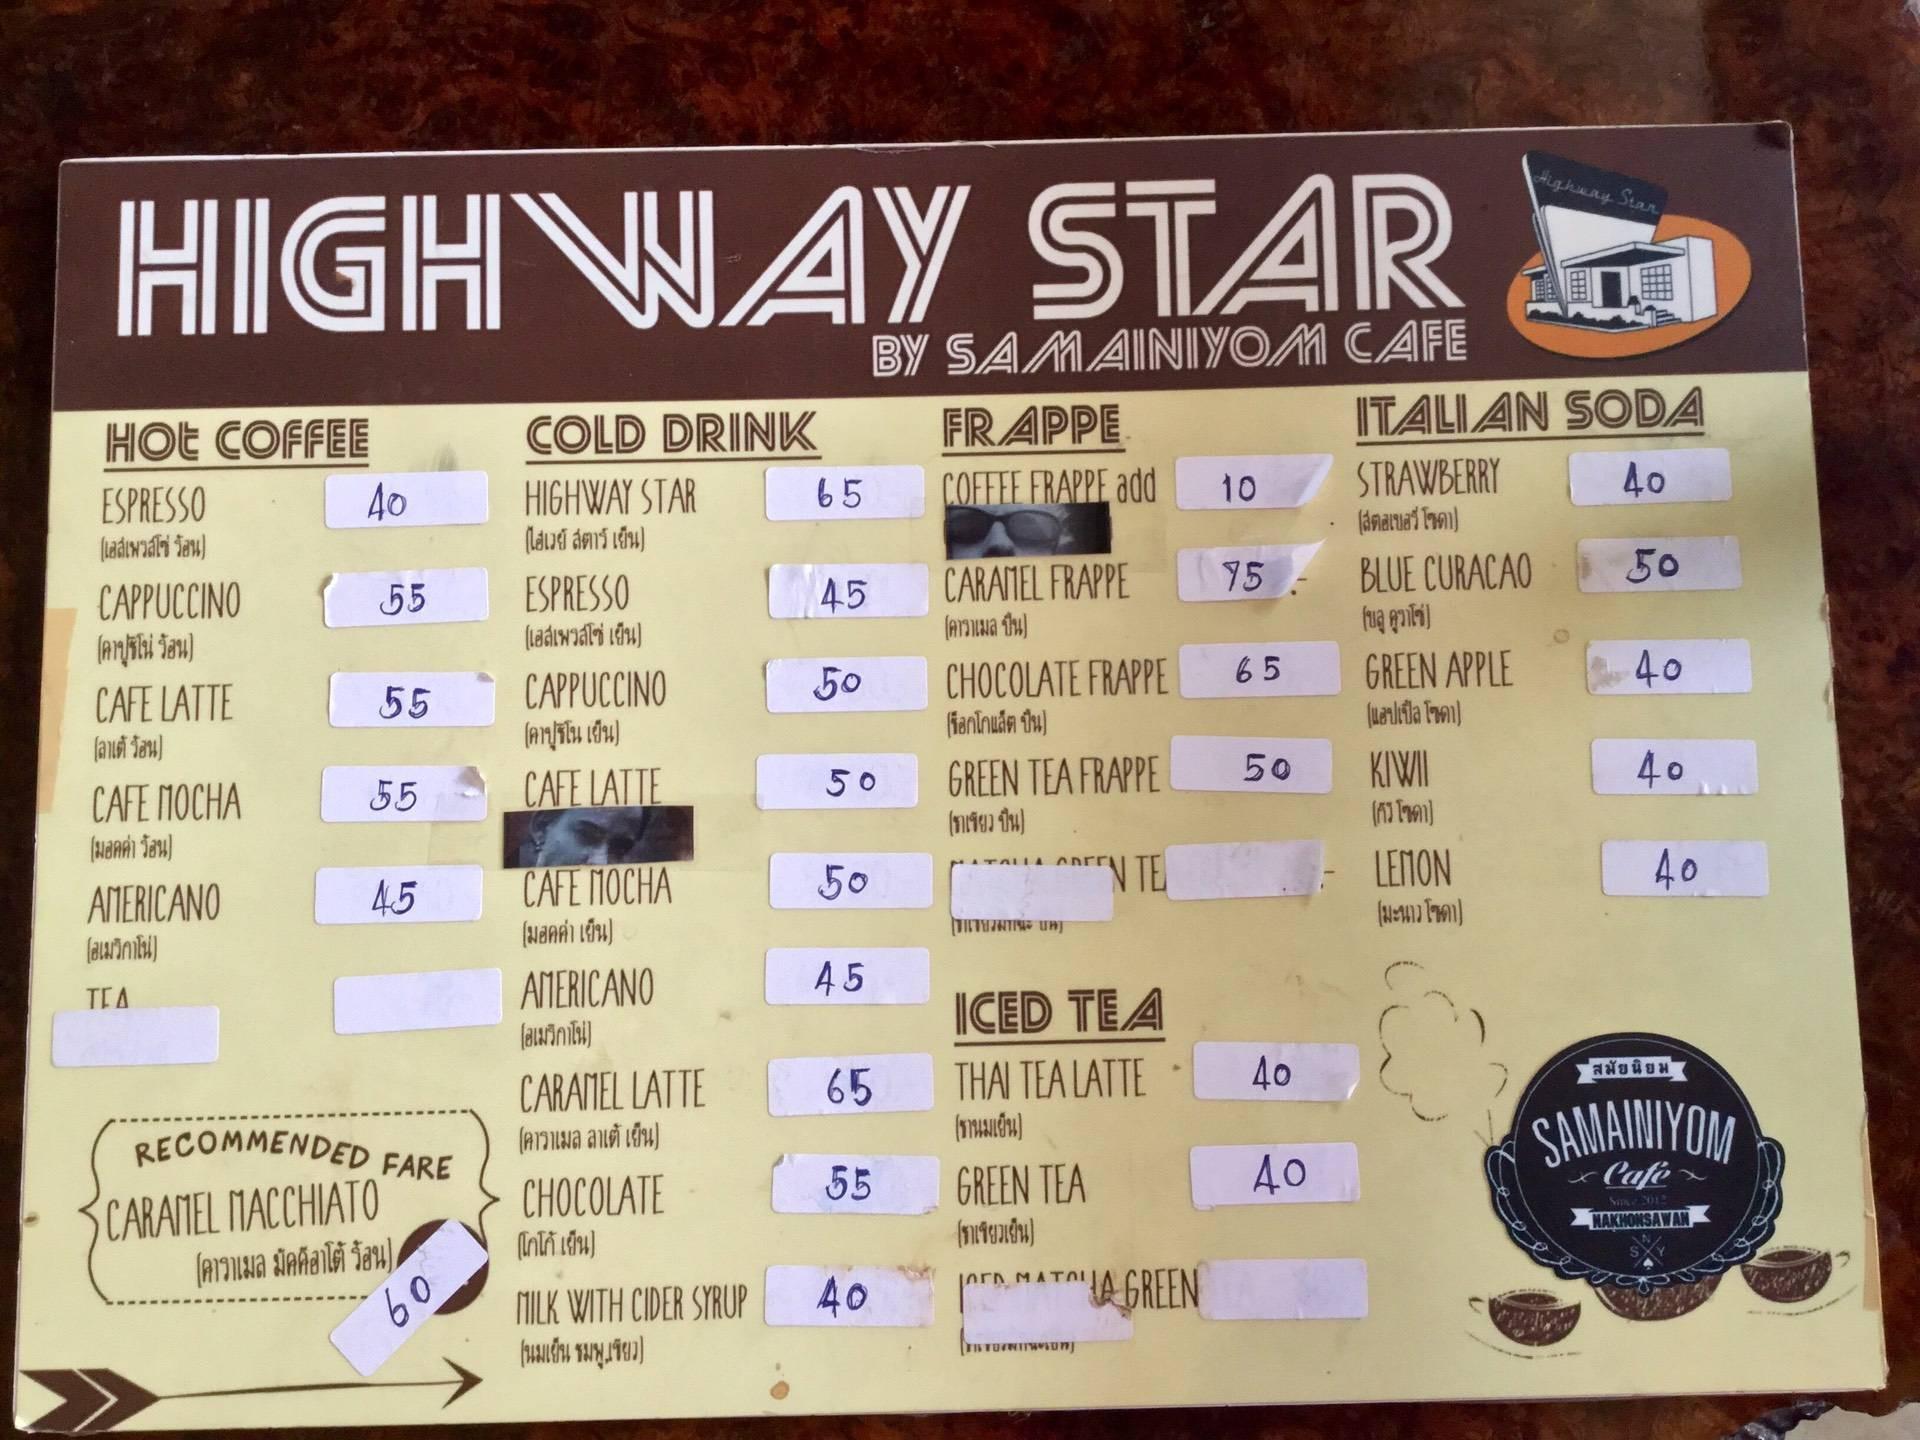 HIGHWAY STAR
BY SAMAINIYOM CAFE
Highway Star
HOt COFFEE
ESPRESSO 40
(เอสเพรสโซ่ ร้อน)
CAPPUCCINO 55
(คาปูชิโน่ ร้อน)
CAFE LATTE 55
(ลาเต้ ร้อน)
CAFE MOCHA 55
(มอคค่า ร้อน)
AMERICANO 45
(อเมริกาโน่)
TEA
RECOMMENDED FARE
CARAMEL MACCHIATO
(คาราเมล มัคคิอาโต้ ร้อน)
60
COLD DRINK
HIGHWAY STAR 65
(ไฮเวย์ สตาร์ เย็น)
ESPRESSO 45
(เอสเพรสโซ่ เย็น)
CAPPUCCINO 50
(คาปูชิโน เย็น)
CAFE LATTE 50
CAFE MOCHA 50
(มอคค่า เย็น)
AMERICANO 45
(อเมริกาโน่)
CARAMEL LATTE 65
(คาราเมล ลาเต้ เย็น)
CHOCOLATE 55
(โกโก้ เย็น)
MILK WITH CIDER SYRUP 40
(นมเย็น ชมพู,เขียว)
FRAPPE
COFFEE FRAPPE add 10
CARAMEL FRAPPE 75 .-
(คาราเมล ปั่น)
CHOCOLATE FRAPPE 65
(ช็อกโกแล็ต ปั่น)
GREEN TEA FRAPPE 50
(ชาเขียว ปั่น)
MATCHA GREEN TEA .-
ICED TEA
THAI TEA LATTE 40
(ชานมเย็น)
GREEN TEA 40
(ชาเขียวเย็น)
ICED MATCHA GREEN
ITALIAN SODA
STRAWBERRY 40
(สตอเบอรี่ โซดา)
BLUE CURACAO 50
(บลู คูราโซ่)
GREEN APPLE 40
(แอปเปิ้ล โซดา)
KIWII 40
(กีวี โซดา)
LEMON 40
(มะนาว โซดา)
สมัยนิยม
SAMAINIYOM
Cafe
Since 2012
NAKHONSAWAN
N
S Y